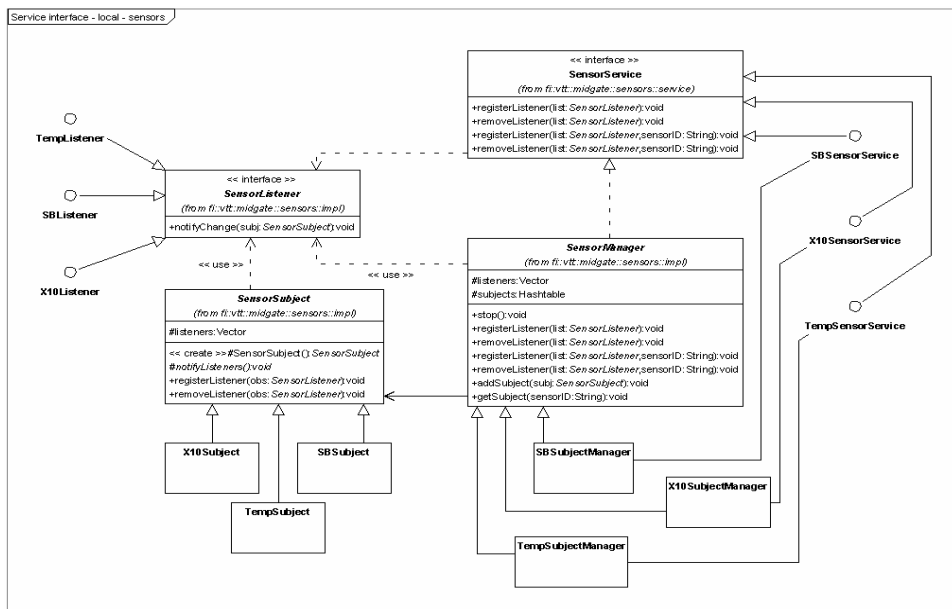 Service interface - local - sensors
<< interface >>
SensorService
(from fi::vtt::midgate::sensors::service)
+registerListener(list:SensorListener):void
+removeListener(list:SensorListener):void
+registerListener(list:SensorListener,sensorID:String):void
+removeListener(list:SensorListener,sensorID:String):void
TempListener
SBListener
X10Listener
<< interface >>
SensorListener
(from fi::vtt::midgate::sensors::impl)
+notifyChange(subj:SensorSubject):void
SBSensorService
X10SensorService
TempSensorService
<< use >>
<< use >>
SensorManager
(from fi::vtt::midgate::sensors::impl)
#listeners:Vector
#subjects:Hashtable
+stop():void
+registerListener(list:SensorListener):void
+removeListener(list:SensorListener):void
+registerListener(list:SensorListener,sensorID:String):void
+removeListener(list:SensorListener,sensorID:String):void
+addSubject(subj:SensorSubject):void
+getSubject(sensorID:String):void
SensorSubject
(from fi::vtt::midgate::sensors::impl)
#listeners:Vector
<< create >>#SensorSubject():SensorSubject
#notifyListeners():void
+registerListener(obs:SensorListener):void
+removeListener(obs:SensorListener):void
X10Subject
SBSubject
TempSubject
SBSubjectManager
X10SubjectManager
TempSubjectManager